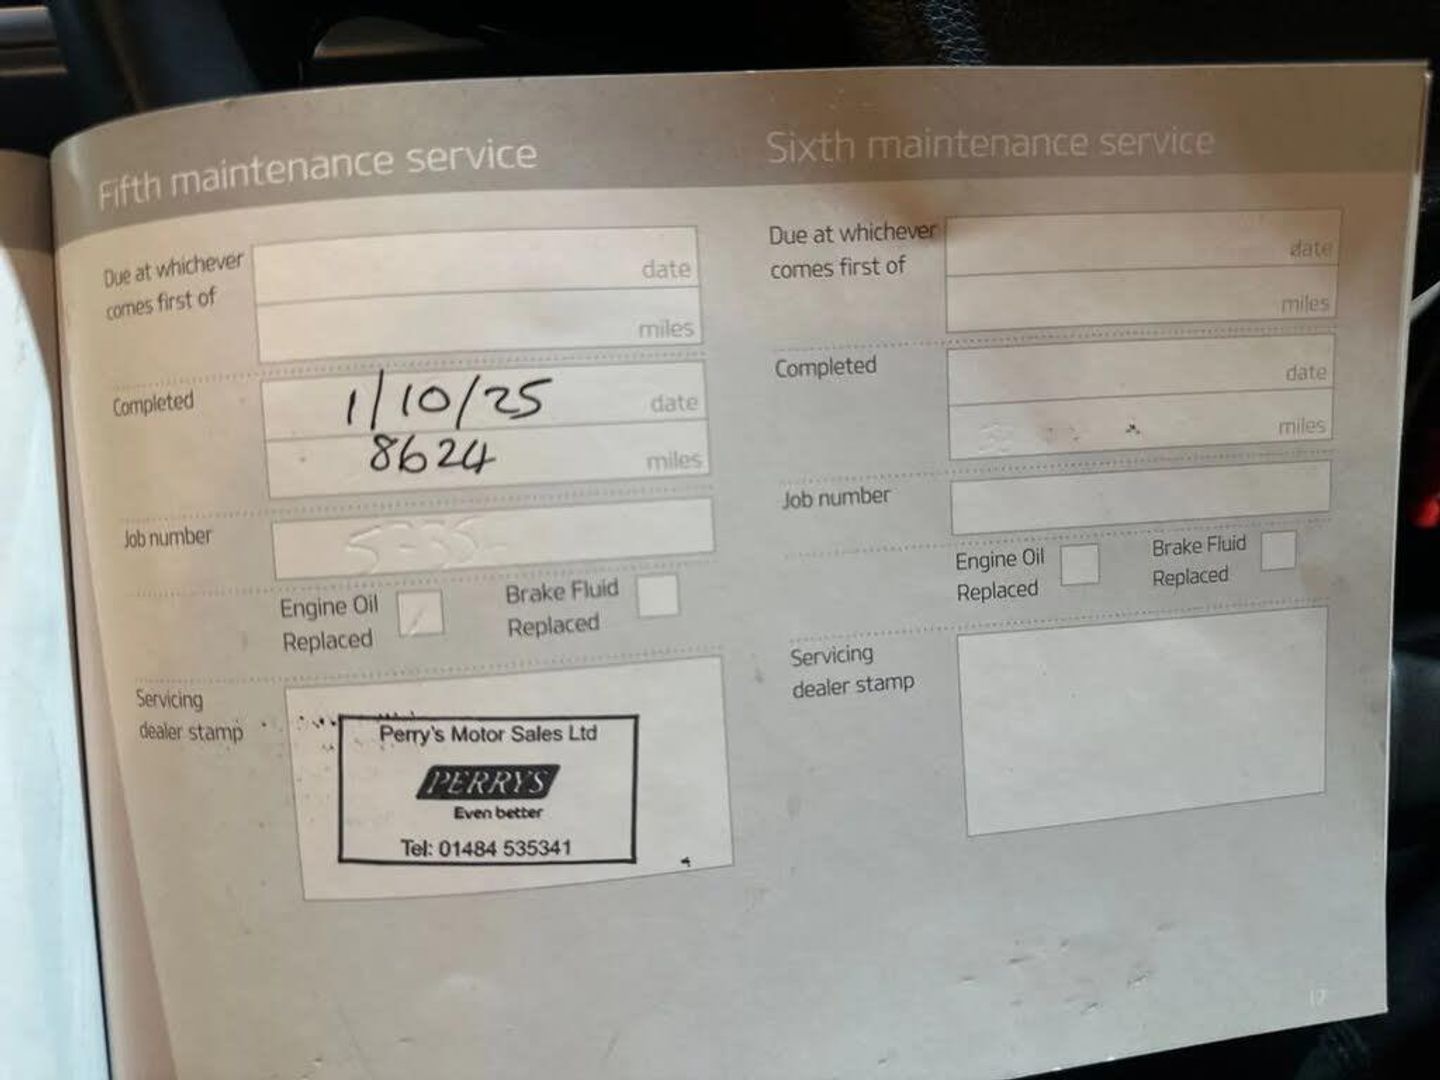 Fifth maintenance service
Due at whichever
comes first of
date
miles
Completed
1/10/25 date
8624 miles
Job number
Engine Oil
Replaced
Brake Fluid
Replaced
Servicing
dealer stamp
Perry's Motor Sales Ltd
PERRYS
Even better
Tel: 01484 535341
Sixth maintenance service
Due at whichever
comes first of
date
miles
Completed
date
miles
Job number
Engine Oil
Replaced
Brake Fluid
Replaced
Servicing
dealer stamp